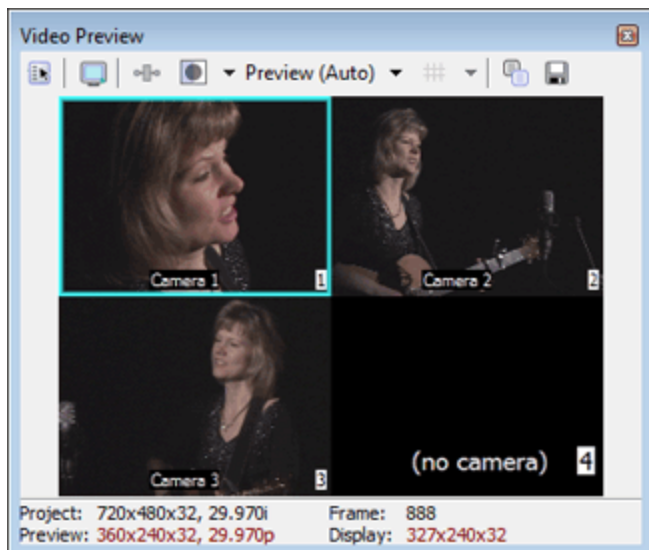 Video Preview
Preview (Auto)
Camera 1 1
Camera 2 2
Camera 3 3
(no camera) 4
Project: 720x480x32, 29.970i Frame: 888
Preview: 360x240x32, 29.970p Display: 327x240x32